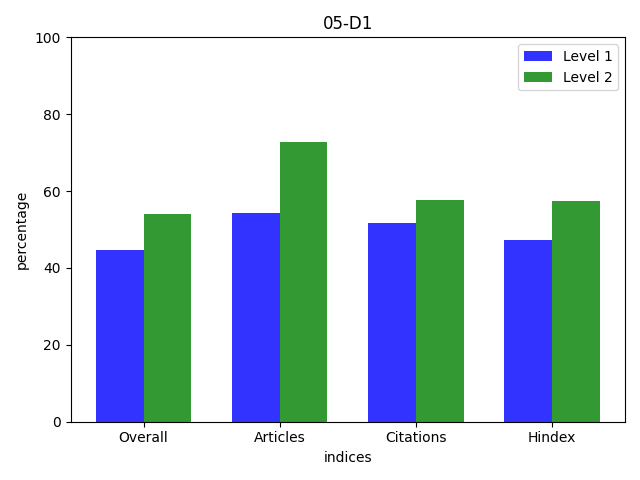 05-D1
Level 1
Level 2
100
80
60
40
20
0
percentage
Overall Articles Citations Hindex
indices